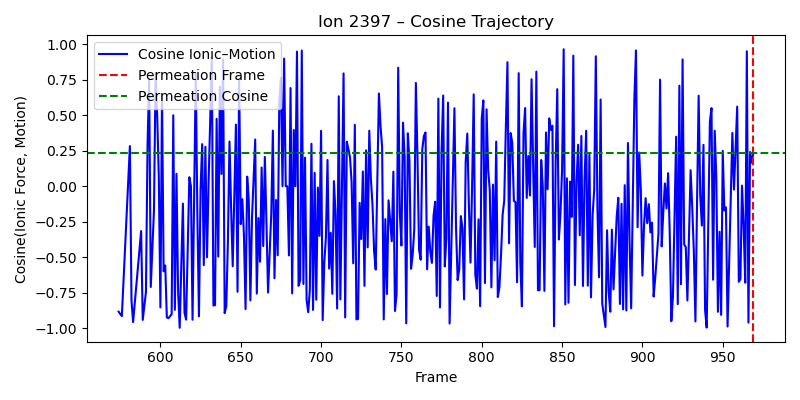 Ion 2397 – Cosine Trajectory
Cosine Ionic–Motion
Permeation Frame
Permeation Cosine
Cosine(Ionic Force, Motion)
1.00
0.75
0.50
0.25
0.00
−0.25
−0.50
−0.75
−1.00
600 650 700 750 800 850 900 950
Frame